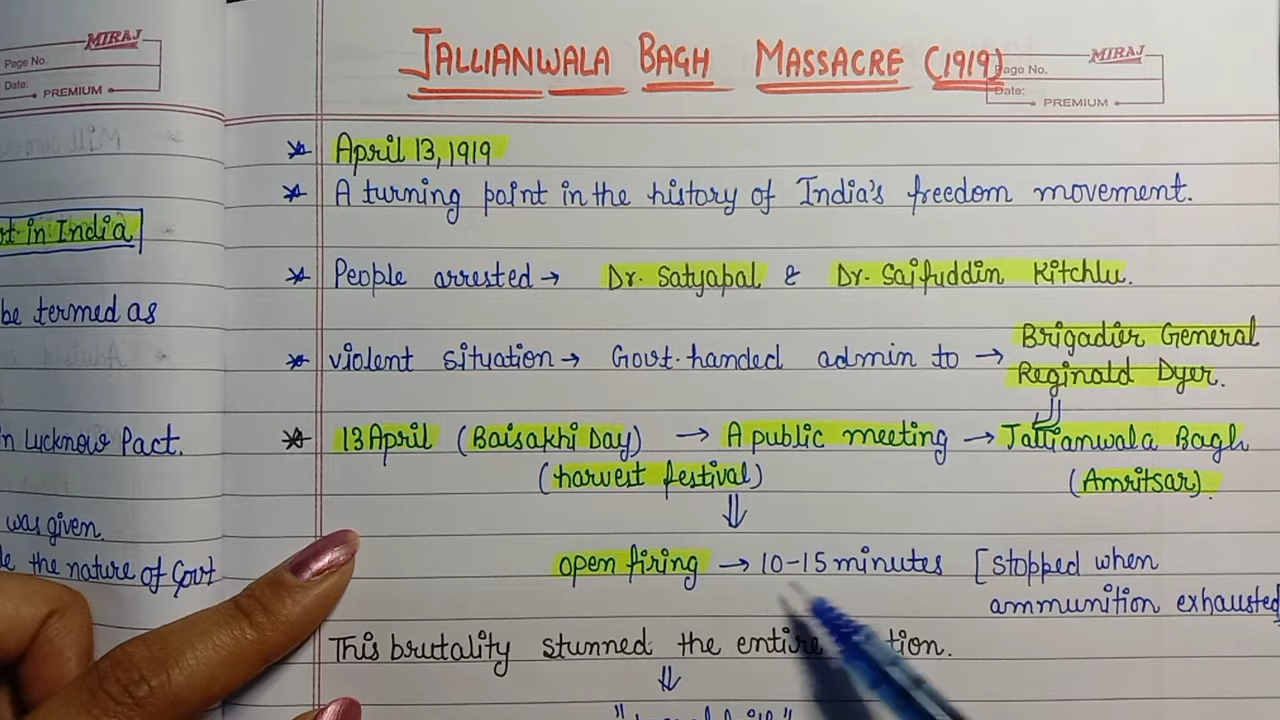 MIRAJ
Page No.
Date:
PREMIUM
in India
be termed as
Lucknow Pact.
was given.
the nature of Govt
JALLIANWALA BAGH MASSACRE (1919)
MIRAJ
Page No.
Date:
PREMIUM
* April 13, 1919
* A turning point in the history of India's freedom movement.
* People arrested → Dr. Satyapal & Dr. Saifuddin Kitchlu.
* violent situation → Govt. handed admin to → Brigadier General
Reginald Dyer.
* 13 April (Baisakhi Day) → A public meeting → Jallianwala Bagh
(harvest festival) (Amritsar).
open firing → 10-15 minutes [stopped when
ammunition exhausted
This brutality stunned the entire